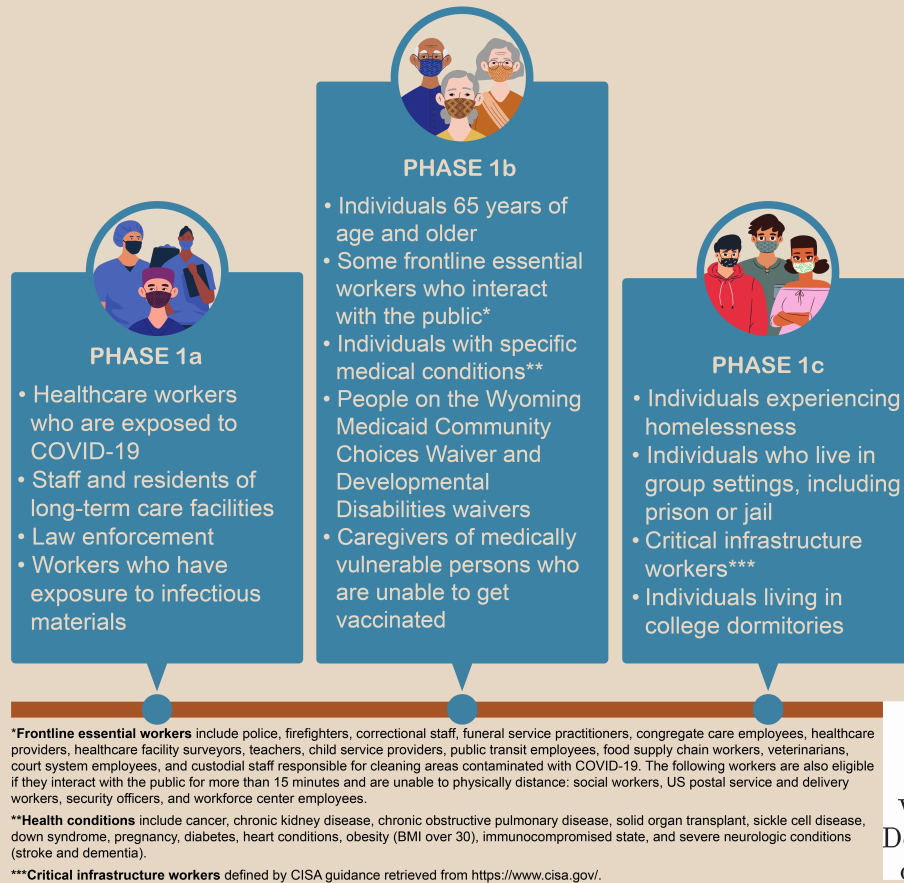 PHASE 1a
• Healthcare workers
who are exposed to
COVID-19
• Staff and residents of
long-term care facilities
• Law enforcement
• Workers who have
exposure to infectious
materials
PHASE 1b
• Individuals 65 years of
age and older
• Some frontline essential
workers who interact
with the public*
• Individuals with specific
medical conditions**
• People on the Wyoming
Medicaid Community
Choices Waiver and
Developmental
Disabilities waivers
• Caregivers of medically
vulnerable persons who
are unable to get
vaccinated
PHASE 1c
• Individuals experiencing
homelessness
• Individuals who live in
group settings, including
prison or jail
• Critical infrastructure
workers***
• Individuals living in
college dormitories
*Frontline essential workers include police, firefighters, correctional staff, funeral service practitioners, congregate care employees, healthcare
providers, healthcare facility surveyors, teachers, child service providers, public transit employees, food supply chain workers, veterinarians,
court system employees, and custodial staff responsible for cleaning areas contaminated with COVID-19. The following workers are also eligible
if they interact with the public for more than 15 minutes and are unable to physically distance: social workers, US postal service and delivery
workers, security officers, and workforce center employees.
**Health conditions include cancer, chronic kidney disease, chronic obstructive pulmonary disease, solid organ transplant, sickle cell disease,
down syndrome, pregnancy, diabetes, heart conditions, obesity (BMI over 30), immunocompromised state, and severe neurologic conditions
(stroke and dementia).
***Critical infrastructure workers defined by CISA guidance retrieved from https://www.cisa.gov/.